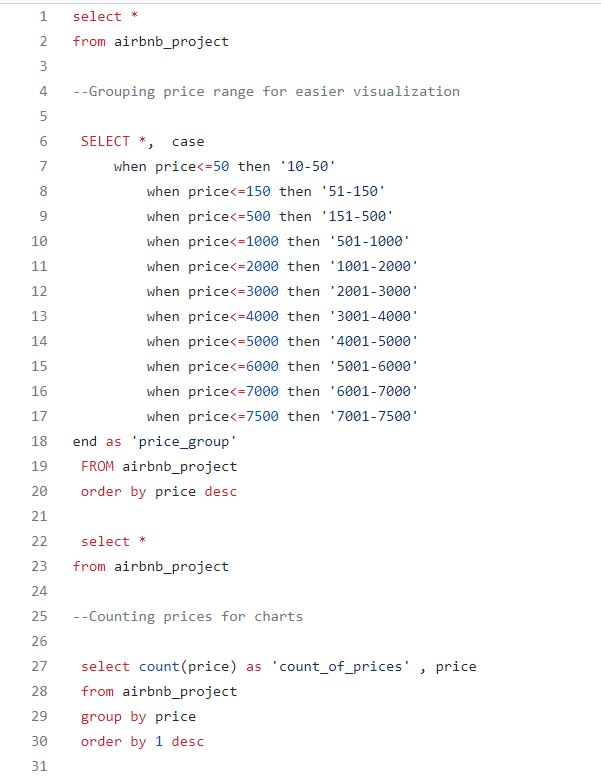 1 select *
2 from airbnb_project
3
4 --Grouping price range for easier visualization
5
6 SELECT *,  case
7 when price<=50 then '10-50'
8 when price<=150 then '51-150'
9 when price<=500 then '151-500'
10 when price<=1000 then '501-1000'
11 when price<=2000 then '1001-2000'
12 when price<=3000 then '2001-3000'
13 when price<=4000 then '3001-4000'
14 when price<=5000 then '4001-5000'
15 when price<=6000 then '5001-6000'
16 when price<=7000 then '6001-7000'
17 when price<=7500 then '7001-7500'
18 end as 'price_group'
19 FROM airbnb_project
20 order by price desc
21
22 select *
23 from airbnb_project
24
25 --Counting prices for charts
26
27 select count(price) as 'count_of_prices' , price
28 from airbnb_project
29 group by price
30 order by 1 desc
31